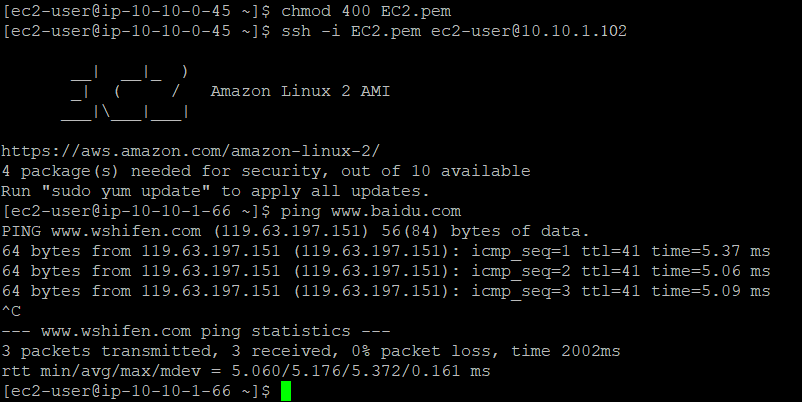 [ec2-user@ip-10-10-0-45 ~]$ chmod 400 EC2.pem
[ec2-user@ip-10-10-0-45 ~]$ ssh -i EC2.pem ec2-user@10.10.1.102
       __|  __|_  )
       _|  (     /   Amazon Linux 2 AMI
      ___|\___|___|
https://aws.amazon.com/amazon-linux-2/
4 package(s) needed for security, out of 10 available
Run "sudo yum update" to apply all updates.
[ec2-user@ip-10-10-1-66 ~]$ ping www.baidu.com
PING www.wshifen.com (119.63.197.151) 56(84) bytes of data.
64 bytes from 119.63.197.151 (119.63.197.151): icmp_seq=1 ttl=41 time=5.37 ms
64 bytes from 119.63.197.151 (119.63.197.151): icmp_seq=2 ttl=41 time=5.06 ms
64 bytes from 119.63.197.151 (119.63.197.151): icmp_seq=3 ttl=41 time=5.09 ms
^C
--- www.wshifen.com ping statistics ---
3 packets transmitted, 3 received, 0% packet loss, time 2002ms
rtt min/avg/max/mdev = 5.060/5.176/5.372/0.161 ms
[ec2-user@ip-10-10-1-66 ~]$